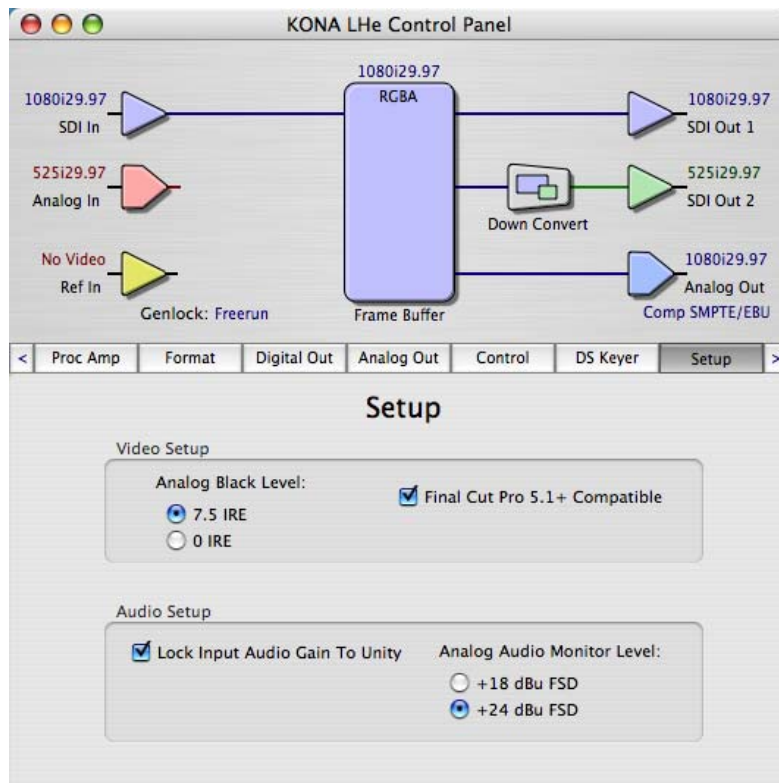 KONA LHe Control Panel
1080i29.97
RGBA
1080i29.97
SDI In
1080i29.97
SDI Out 1
525i29.97
Analog In
525i29.97
SDI Out 2
Down Convert
No Video
Ref In
1080i29.97
Analog Out
Genlock: Freerun
Frame Buffer
Comp SMPTE/EBU
< Proc Amp Format Digital Out Analog Out Control DS Keyer Setup >
Setup
Video Setup
Analog Black Level:
7.5 IRE
0 IRE
Final Cut Pro 5.1+ Compatible
Audio Setup
Lock Input Audio Gain To Unity
Analog Audio Monitor Level:
+18 dBu FSD
+24 dBu FSD